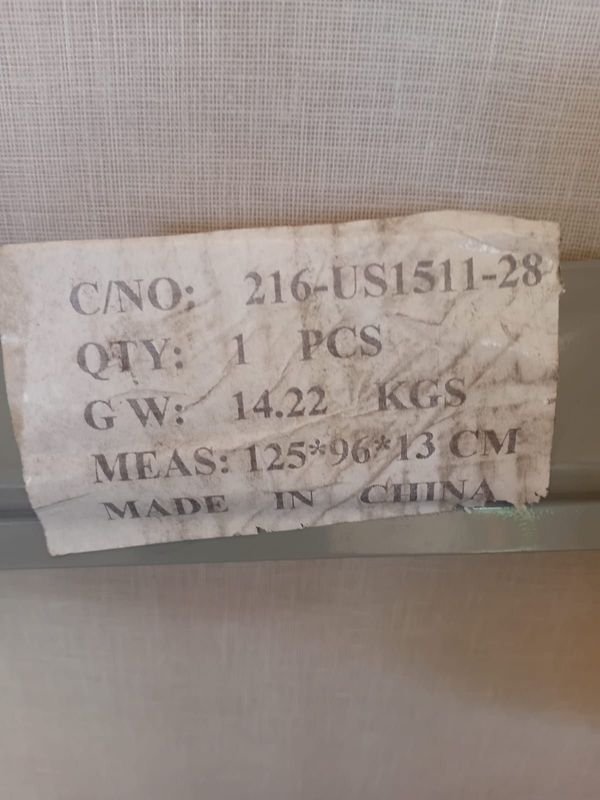 C/NO: 216-US1511-28
QTY: 1 PCS
G W: 14.22 KGS
MEAS: 125*96*13 CM
MADE IN CHINA